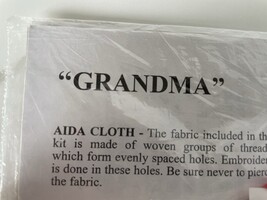 “GRANDMA”
AIDA CLOTH - The fabric included in th
kit is made of woven groups of thread
which form evenly spaced holes. Embroider
is done in these holes. Be sure never to pierc
the fabric.